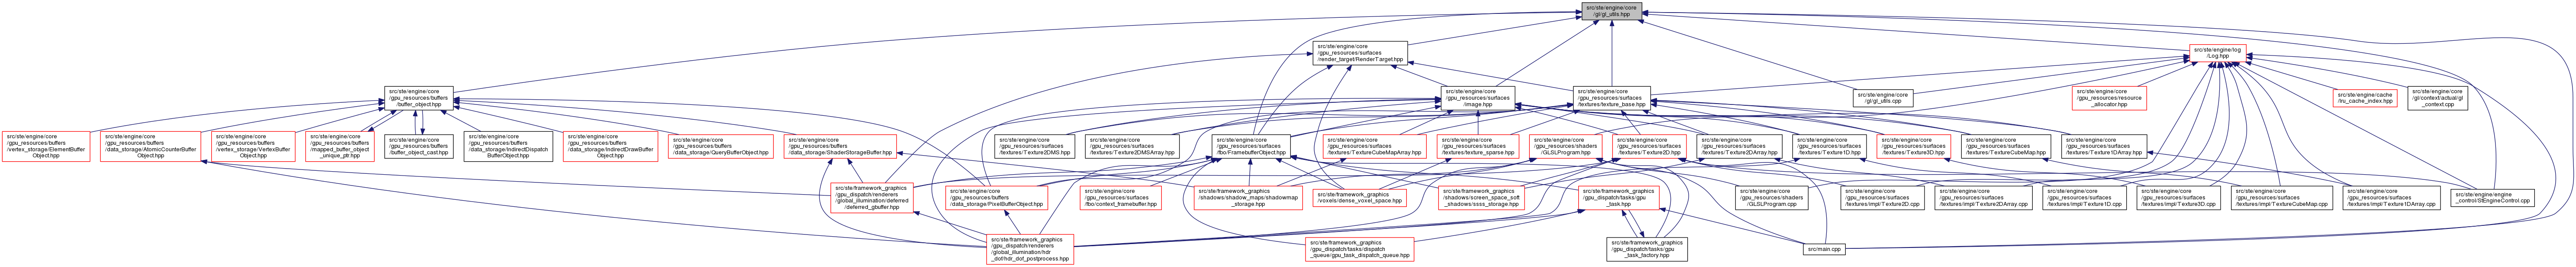 src/ste/engine/core
/gl/gl_utils.hpp
src/ste/engine/core
/gpu_resources/surfaces
/render_target/RenderTarget.hpp
src/ste/engine/log
/Log.hpp
src/ste/engine/core
/gpu_resources/buffers
/buffer_object.hpp
src/ste/engine/core
/gpu_resources/surfaces
/image.hpp
src/ste/engine/core
/gpu_resources/surfaces
/textures/texture_base.hpp
src/ste/engine/core
/gl/gl_utils.cpp
src/ste/engine/core
/gpu_resources/resource
_allocator.hpp
src/ste/engine/cache
/lru_cache_index.hpp
src/ste/engine/core
/gl/context/actual/gl
_context.cpp
src/ste/engine/core
/gpu_resources/buffers
/vertex_storage/ElementBuffer
Object.hpp
src/ste/engine/core
/gpu_resources/buffers
/data_storage/AtomicCounterBuffer
Object.hpp
src/ste/engine/core
/gpu_resources/buffers
/vertex_storage/VertexBuffer
Object.hpp
src/ste/engine/core
/gpu_resources/buffers
/mapped_buffer_object
_unique_ptr.hpp
src/ste/engine/core
/gpu_resources/buffers
/buffer_object_cast.hpp
src/ste/engine/core
/gpu_resources/buffers
/data_storage/IndirectDispatch
BufferObject.hpp
src/ste/engine/core
/gpu_resources/buffers
/data_storage/IndirectDrawBuffer
Object.hpp
src/ste/engine/core
/gpu_resources/buffers
/data_storage/QueryBufferObject.hpp
src/ste/engine/core
/gpu_resources/buffers
/data_storage/ShaderStorageBuffer.hpp
src/ste/engine/core
/gpu_resources/surfaces
/textures/Texture2DMS.hpp
src/ste/engine/core
/gpu_resources/surfaces
/textures/Texture2DMSArray.hpp
src/ste/engine/core
/gpu_resources/surfaces
/fbo/FramebufferObject.hpp
src/ste/engine/core
/gpu_resources/surfaces
/textures/TextureCubeMapArray.hpp
src/ste/engine/core
/gpu_resources/surfaces
/textures/texture_sparse.hpp
src/ste/engine/core
/gpu_resources/shaders
/GLSLProgram.hpp
src/ste/engine/core
/gpu_resources/surfaces
/textures/Texture2D.hpp
src/ste/engine/core
/gpu_resources/surfaces
/textures/Texture2DArray.hpp
src/ste/engine/core
/gpu_resources/surfaces
/textures/Texture1D.hpp
src/ste/engine/core
/gpu_resources/surfaces
/textures/Texture3D.hpp
src/ste/engine/core
/gpu_resources/surfaces
/textures/TextureCubeMap.hpp
src/ste/engine/core
/gpu_resources/surfaces
/textures/Texture1DArray.hpp
src/ste/framework_graphics
/gpu_dispatch/renderers
/global_illumination/deferred
/deferred_gbuffer.hpp
src/ste/engine/core
/gpu_resources/buffers
/data_storage/PixelBufferObject.hpp
src/ste/engine/core
/gpu_resources/surfaces
/fbo/context_framebuffer.hpp
src/ste/framework_graphics
/shadows/shadow_maps/shadowmap
_storage.hpp
src/ste/framework_graphics
/voxels/dense_voxel_space.hpp
src/ste/framework_graphics
/shadows/screen_space_soft
_shadows/ssss_storage.hpp
src/ste/framework_graphics
/gpu_dispatch/tasks/gpu
_task.hpp
src/ste/engine/core
/gpu_resources/shaders
/GLSLProgram.cpp
src/ste/engine/core
/gpu_resources/surfaces
/textures/impl/Texture2D.cpp
src/ste/engine/core
/gpu_resources/surfaces
/textures/impl/Texture2DArray.cpp
src/ste/engine/core
/gpu_resources/surfaces
/textures/impl/Texture1D.cpp
src/ste/engine/core
/gpu_resources/surfaces
/textures/impl/Texture3D.cpp
src/ste/engine/core
/gpu_resources/surfaces
/textures/impl/TextureCubeMap.cpp
src/ste/engine/core
/gpu_resources/surfaces
/textures/impl/Texture1DArray.cpp
src/ste/engine/engine
_control/StEngineControl.cpp
src/ste/framework_graphics
/gpu_dispatch/renderers
/global_illumination/hdr
_dof/hdr_dof_postprocess.hpp
src/ste/framework_graphics
/gpu_dispatch/tasks/dispatch
_queue/gpu_task_dispatch_queue.hpp
src/ste/framework_graphics
/gpu_dispatch/tasks/gpu
_task_factory.hpp
src/main.cpp